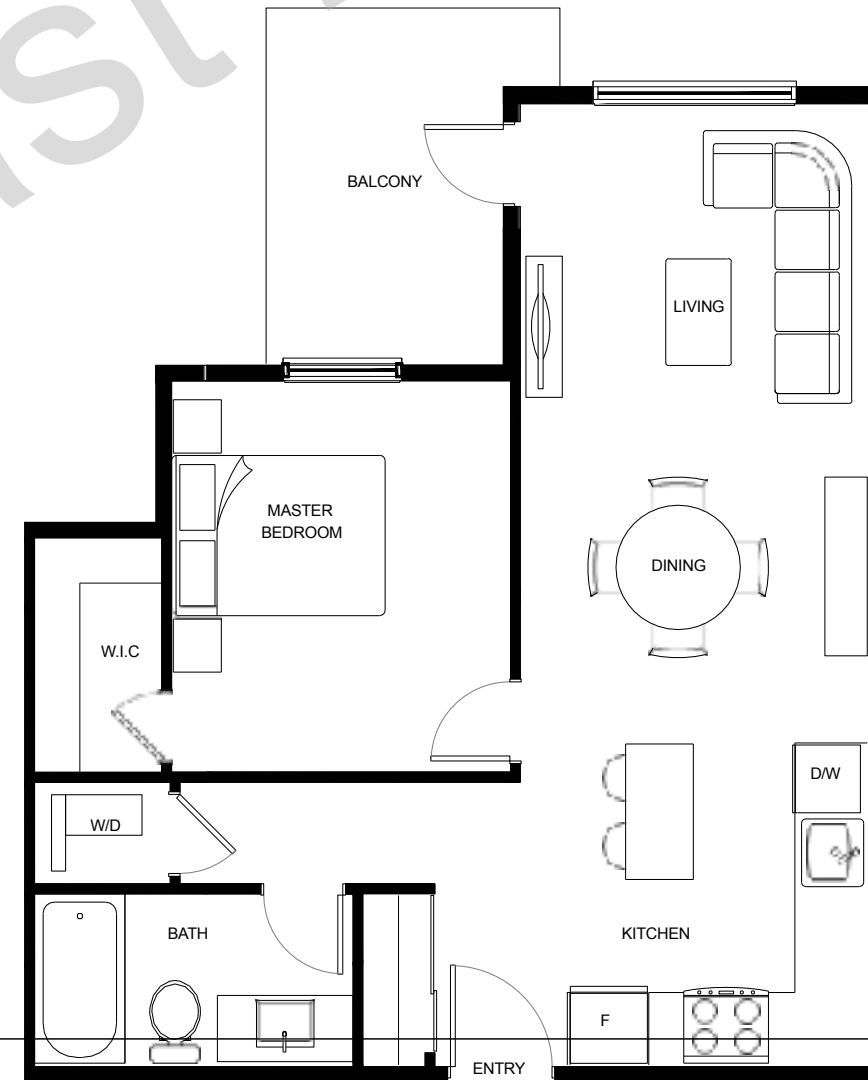 BALCONY
LIVING
MASTER
BEDROOM
DINING
W.I.C
D/W
W/D
BATH
KITCHEN
F
ENTRY